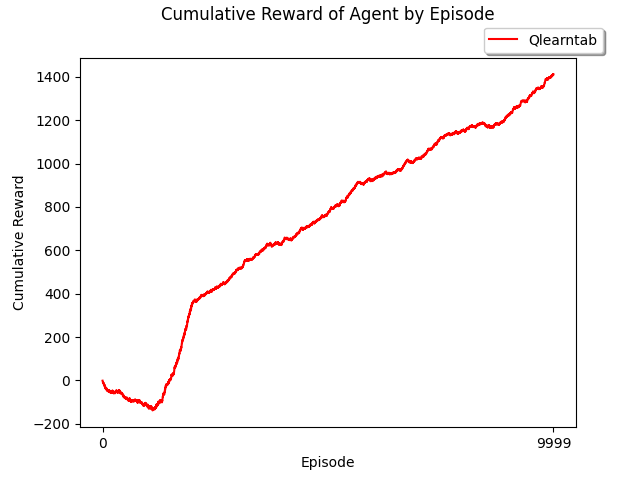 Cumulative Reward of Agent by Episode
Qlearntab
1400
1200
1000
800
600
400
200
0
−200
Cumulative Reward
0
9999
Episode